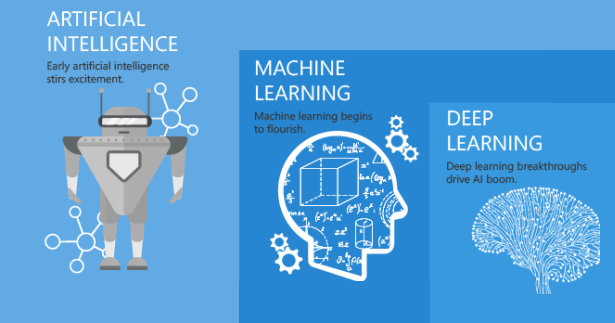 ARTIFICIAL
INTELLIGENCE
Early artificial intelligence
stirs excitement.
MACHINE
LEARNING
Machine learning begins
to flourish.
DEEP
LEARNING
Deep learning breakthroughs
drive AI boom.